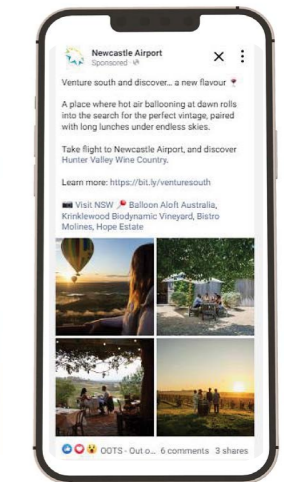 Newcastle Airport
Sponsored
Venture south and discover... a new flavour
A place where hot air ballooning at dawn rolls
into the search for the perfect vintage, paired
with long lunches under endless skies.
Take flight to Newcastle Airport, and discover
Hunter Valley Wine Country.
Learn more: https://bit.ly/venturesouth
Visit NSW Balloon Aloft Australia,
Krinklewood Biodynamic Vineyard, Bistro
Molines, Hope Estate
OOTS - Out o... 6 comments 3 shares